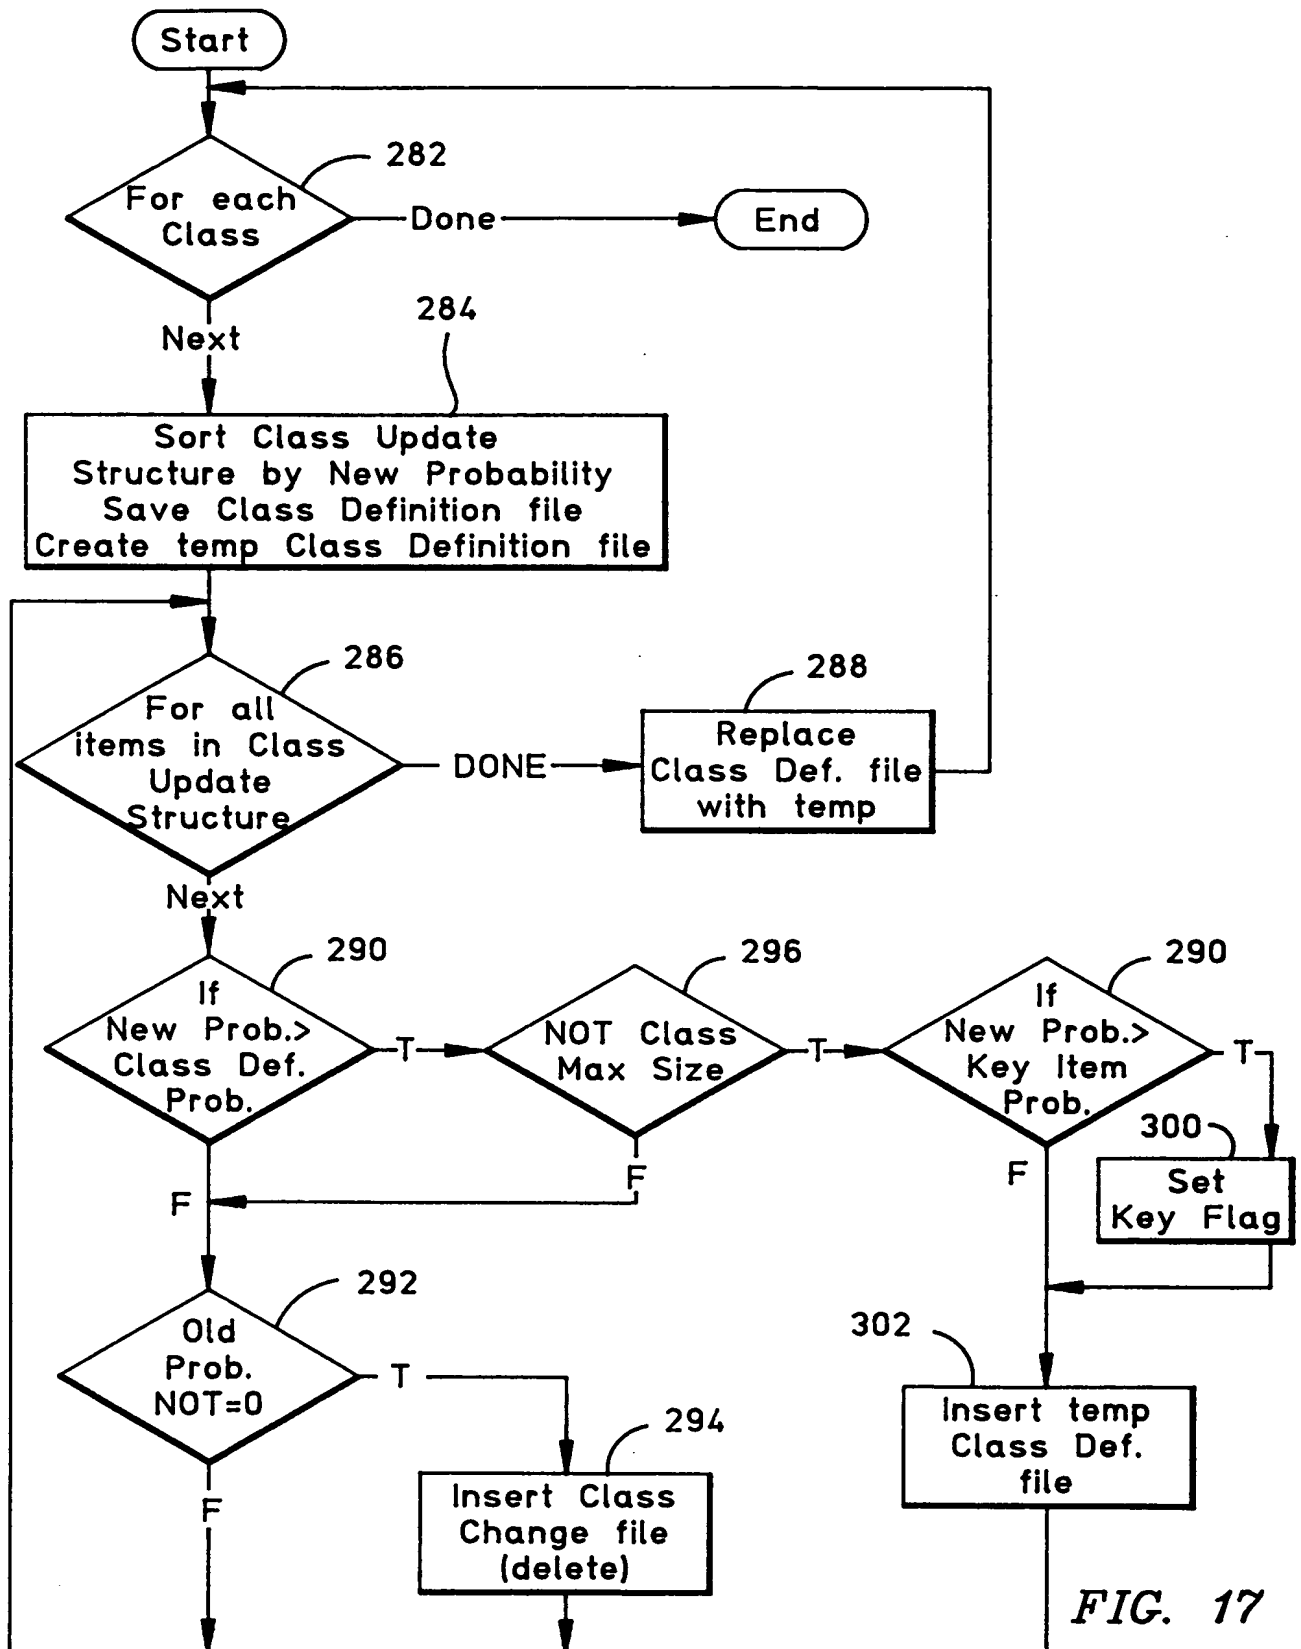 Start
282
For each
Class
Done
End
Next
284
Sort Class Update
Structure by New Probability
Save Class Definition file
Create temp Class Definition file
286
For all
items in Class
Update
Structure
DONE
288
Replace
Class Def. file
with temp
Next
290
If
New Prob.>
Class Def.
Prob.
T
296
NOT Class
Max Size
T
290
If
New Prob.>
Key Item
Prob.
T
300
Set
Key Flag
F
F
F
292
Old
Prob.
NOT=0
T
294
Insert Class
Change file
(delete)
302
Insert temp
Class Def.
file
F
FIG. 17